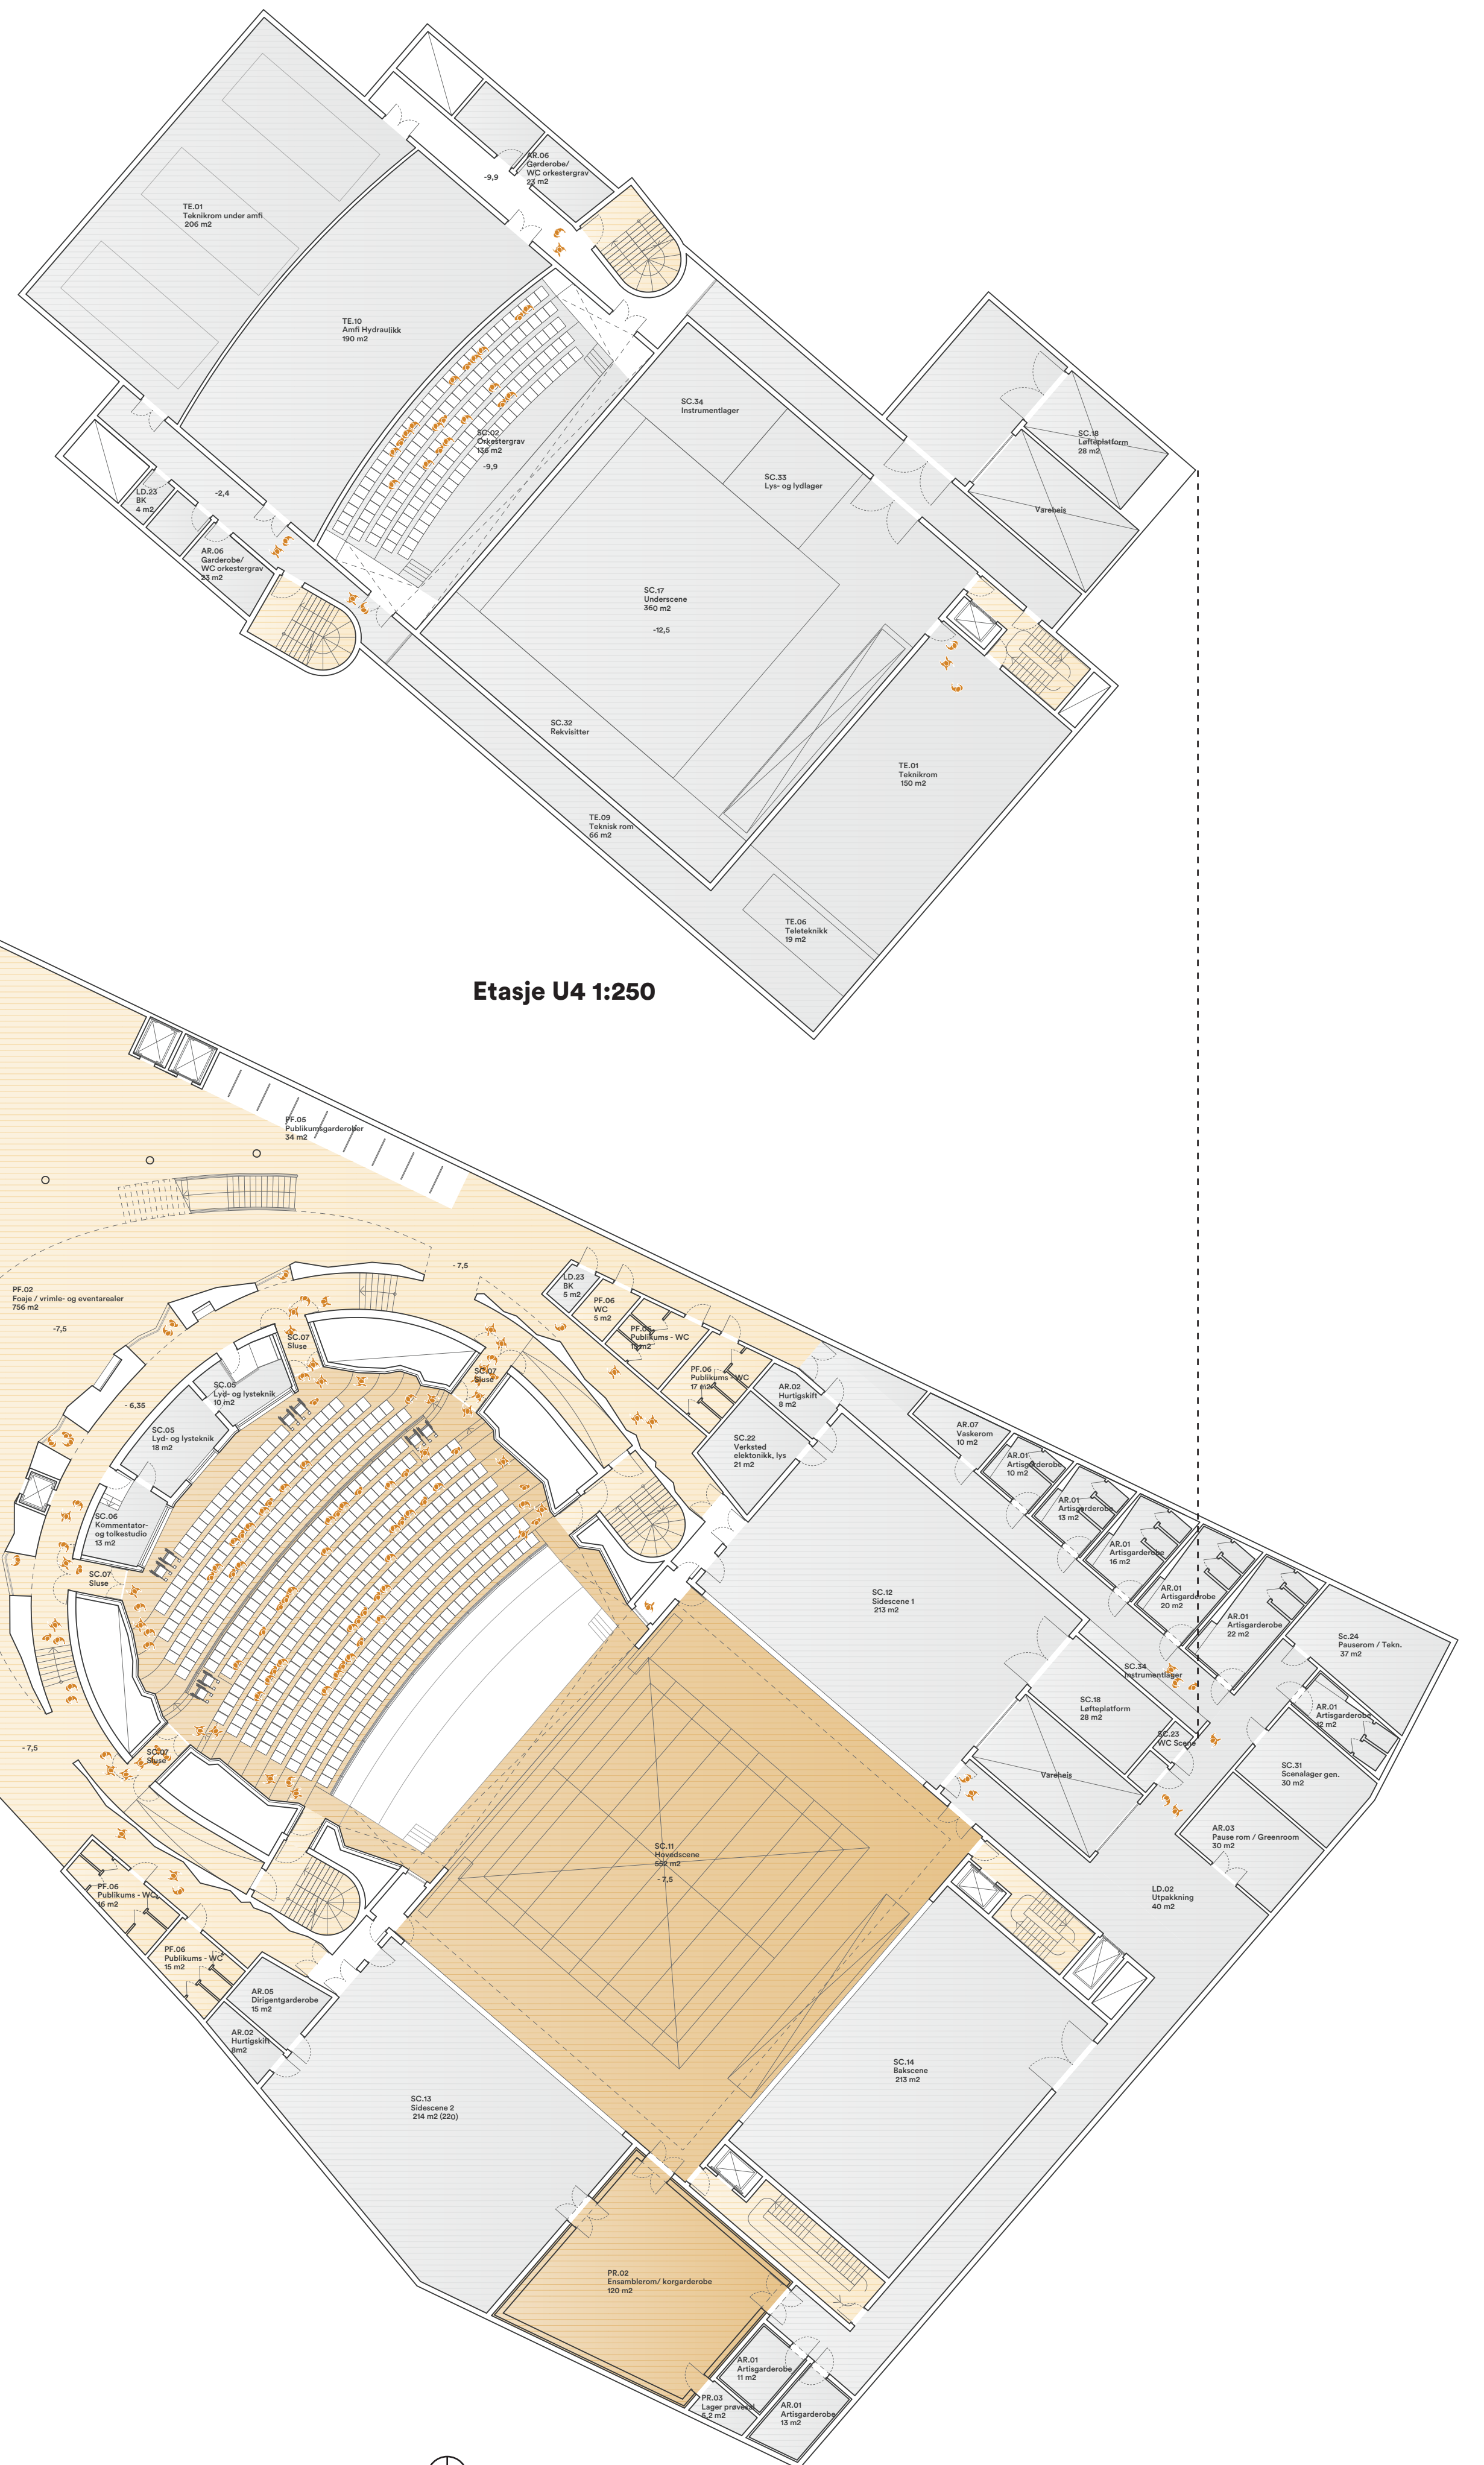 AR.06
Garderobe/
WC orkestergrav
23 m2
-9,9
TE.01
Teknikrom under amfi
206 m2
TE.10
Amfi Hydraulikk
190 m2
SC.34
Instrumentlager
SC.02
Orkestergrav
136 m2
-9,9
SC.18
Løfteplatform
28 m2
SC.33
Lys- og lydlager
Vareheis
LD.23
BK
4 m2
-2,4
AR.06
Garderobe/
WC orkestergrav
23 m2
SC.17
Underscene
360 m2
-12,5
SC.32
Rekvisitter
TE.01
Teknikrom
150 m2
TE.09
Teknisk rom
66 m2
TE.06
Teleteknikk
19 m2
Etasje U4 1:250
PF.05
Publikumsgarderober
34 m2
- 7,5
PF.02
Foaje / vrimle- og eventarealer
756 m2
-7,5
LD.23
BK
5 m2
PF.06
WC
5 m2
PF.06
Publikums - WC
m2
SC.07
Sluse
SC.07
Sluse
PF.06
Publikums - WC
17 m2
AR.02
Hurtigskift
8 m2
SC.05
Lyd- og lysteknik
10 m2
- 6,35
SC.05
Lyd- og lysteknik
18 m2
SC.22
Verksted
elektonikk, lys
21 m2
AR.07
Vaskerom
10 m2
AR.01
Artisgarderobe
10 m2
AR.01
Artisgarderobe
13 m2
SC.06
Kommentator-
og tolkestudio
13 m2
AR.01
Artisgarderobe
16 m2
SC.07
Sluse
AR.01
Artisgarderobe
20 m2
SC.12
Sidescene 1
213 m2
AR.01
Artisgarderobe
22 m2
Sc.24
Pauserom / Tekn.
37 m2
SC.34
Instrumentlager
SC.18
Løfteplatform
28 m2
AR.01
Artisgarderobe
12 m2
SC.23
WC Scene
- 7,5
SC.07
Sluse
Vareheis
SC.31
Scenalager gen.
30 m2
AR.03
Pause rom / Greenroom
30 m2
SC.11
Hovedscene
552 m2
- 7,5
PF.06
Publikums - WC
16 m2
LD.02
Utpakkning
40 m2
PF.06
Publikums - WC
15 m2
AR.05
Dirigentgarderobe
15 m2
AR.02
Hurtigskift
8m2
SC.14
Bakscene
213 m2
SC.13
Sidescene 2
214 m2 (220)
PR.02
Ensamblerom/ korgarderobe
120 m2
AR.01
Artisgarderobe
11 m2
PR.03
Lager prøvesal
5,2 m2
AR.01
Artisgarderobe
13 m2